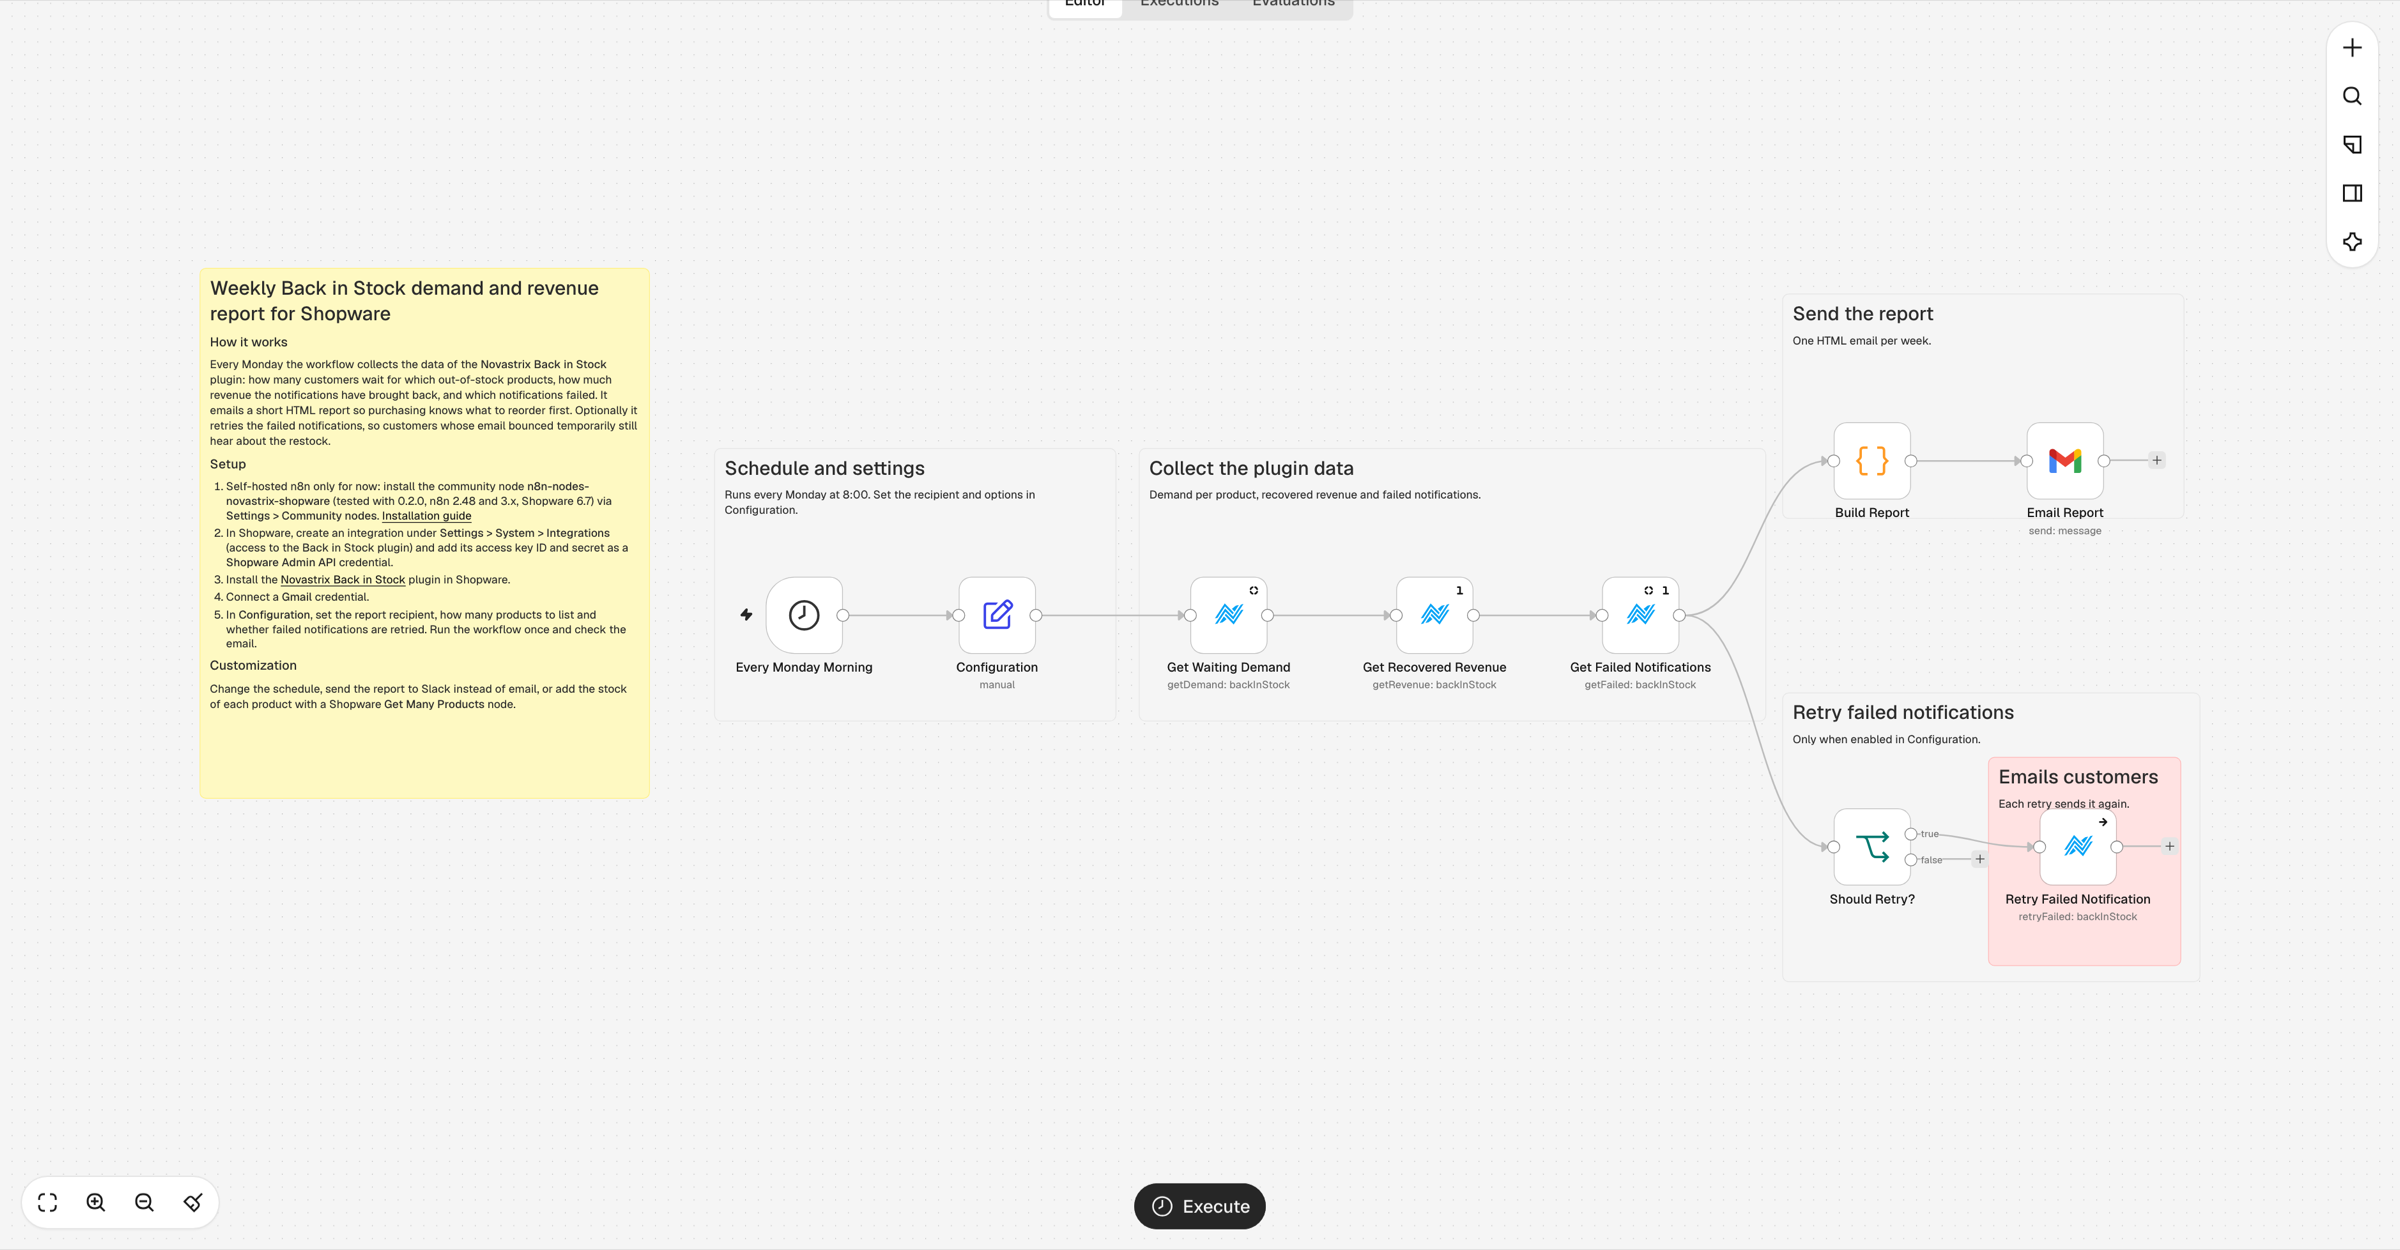 Editor
Executions
Evaluations
Weekly Back in Stock demand and revenue
report for Shopware
How it works
Every Monday the workflow collects the data of the Novastrix Back in Stock
plugin: how many customers wait for which out-of-stock products, how much
revenue the notifications have brought back, and which notifications failed. It
emails a short HTML report so purchasing knows what to reorder first. Optionally it
retries the failed notifications, so customers whose email bounced temporarily still
hear about the restock.
Setup
1. Self-hosted n8n only for now: install the community node n8n-nodes-
novastrix-shopware (tested with 0.2.0, n8n 2.48 and 3.x, Shopware 6.7) via
Settings > Community nodes. Installation guide
2. In Shopware, create an integration under Settings > System > Integrations
(access to the Back in Stock plugin) and add its access key ID and secret as a
Shopware Admin API credential.
3. Install the Novastrix Back in Stock plugin in Shopware.
4. Connect a Gmail credential.
5. In Configuration, set the report recipient, how many products to list and
whether failed notifications are retried. Run the workflow once and check the
email.
Customization
Change the schedule, send the report to Slack instead of email, or add the stock
of each product with a Shopware Get Many Products node.
Schedule and settings
Runs every Monday at 8:00. Set the recipient and options in
Configuration.
Every Monday Morning
Configuration
manual
Collect the plugin data
Demand per product, recovered revenue and failed notifications.
Get Waiting Demand
getDemand: backInStock
1
Get Recovered Revenue
getRevenue: backInStock
1
Get Failed Notifications
getFailed: backInStock
Send the report
One HTML email per week.
Build Report
Email Report
send: message
Retry failed notifications
Only when enabled in Configuration.
Should Retry?
true
false
Emails customers
Each retry sends it again.
Retry Failed Notification
retryFailed: backInStock
Execute